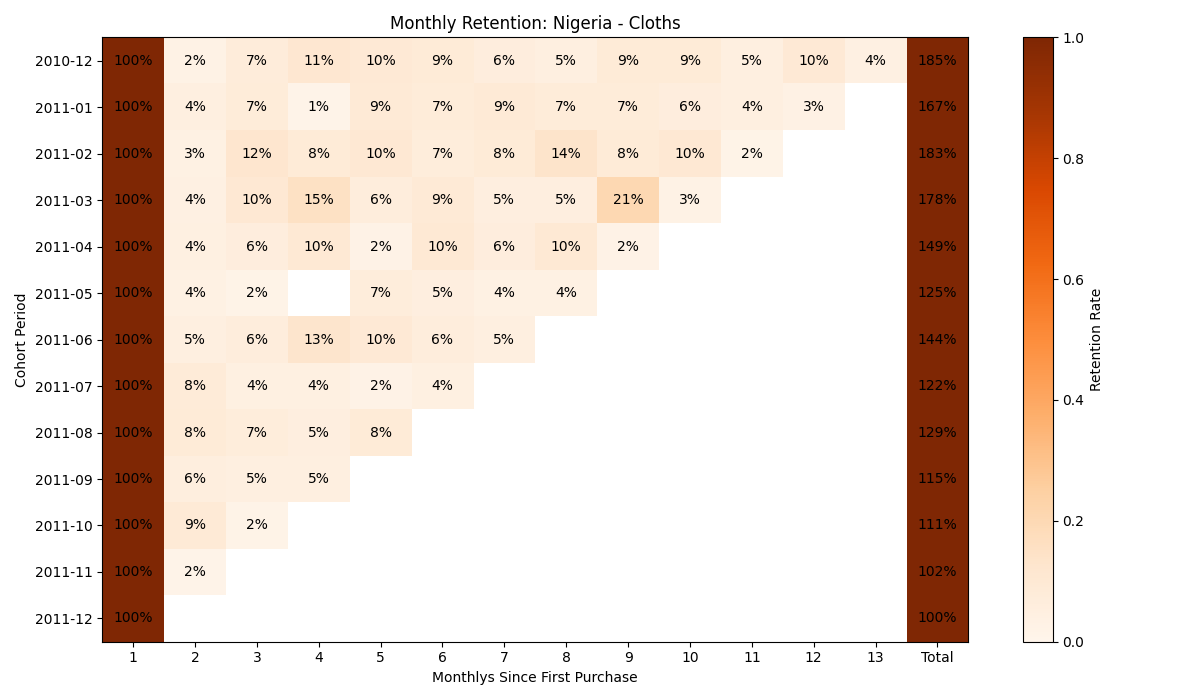 Monthly Retention: Nigeria - Cloths
2010-12 100% 2% 7% 11% 10% 9% 6% 5% 9% 9% 5% 10% 4% 185%
2011-01 100% 4% 7% 1% 9% 7% 9% 7% 7% 6% 4% 3% 167%
2011-02 100% 3% 12% 8% 10% 7% 8% 14% 8% 10% 2% 183%
2011-03 100% 4% 10% 15% 6% 9% 5% 5% 21% 3% 178%
2011-04 100% 4% 6% 10% 2% 10% 6% 10% 2% 149%
2011-05 100% 4% 2% 7% 5% 4% 4% 125%
2011-06 100% 5% 6% 13% 10% 6% 5% 144%
2011-07 100% 8% 4% 4% 2% 4% 122%
2011-08 100% 8% 7% 5% 8% 129%
2011-09 100% 6% 5% 5% 115%
2011-10 100% 9% 2% 111%
2011-11 100% 2% 102%
2011-12 100% 100%
1 2 3 4 5 6 7 8 9 10 11 12 13 Total
Monthlys Since First Purchase
Cohort Period
1.0
0.8
0.6
0.4
0.2
0.0
Retention Rate